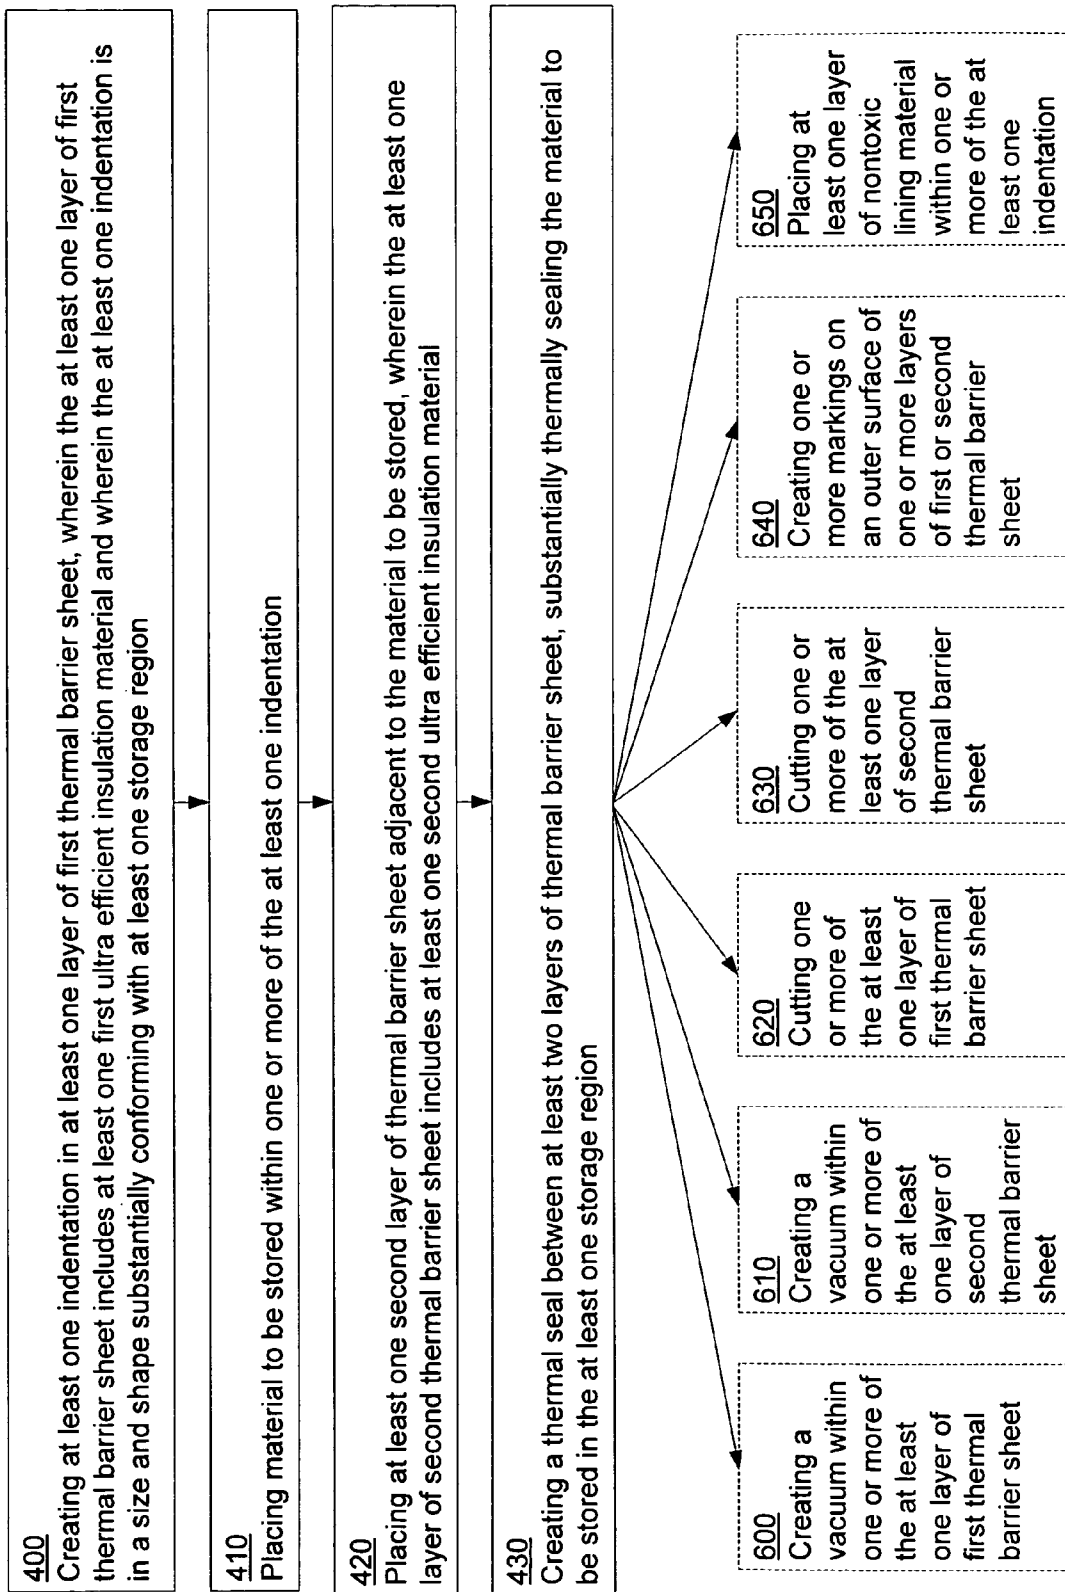 400
Creating at least one indentation in at least one layer of first thermal barrier sheet, wherein the at least one layer of first
thermal barrier sheet includes at least one first ultra efficient insulation material and wherein the at least one indentation is
in a size and shape substantially conforming with at least one storage region
410
Placing material to be stored within one or more of the at least one indentation
420
Placing at least one second layer of thermal barrier sheet adjacent to the material to be stored, wherein the at least one
layer of second thermal barrier sheet includes at least one second ultra efficient insulation material
430
Creating a thermal seal between at least two layers of thermal barrier sheet, substantially thermally sealing the material to
be stored in the at least one storage region
600
Creating a
vacuum within
one or more of
the at least
one layer of
first thermal
barrier sheet
610
Creating a
vacuum within
one or more of
the at least
one layer of
second
thermal barrier
sheet
620
Cutting one
or more of
the at least
one layer of
first thermal
barrier sheet
630
Cutting one or
more of the at
least one layer
of second
thermal barrier
sheet
640
Creating one or
more markings on
an outer surface of
one or more layers
of first or second
thermal barrier
sheet
650
Placing at
least one layer
of nontoxic
lining material
within one or
more of the at
least one
indentation